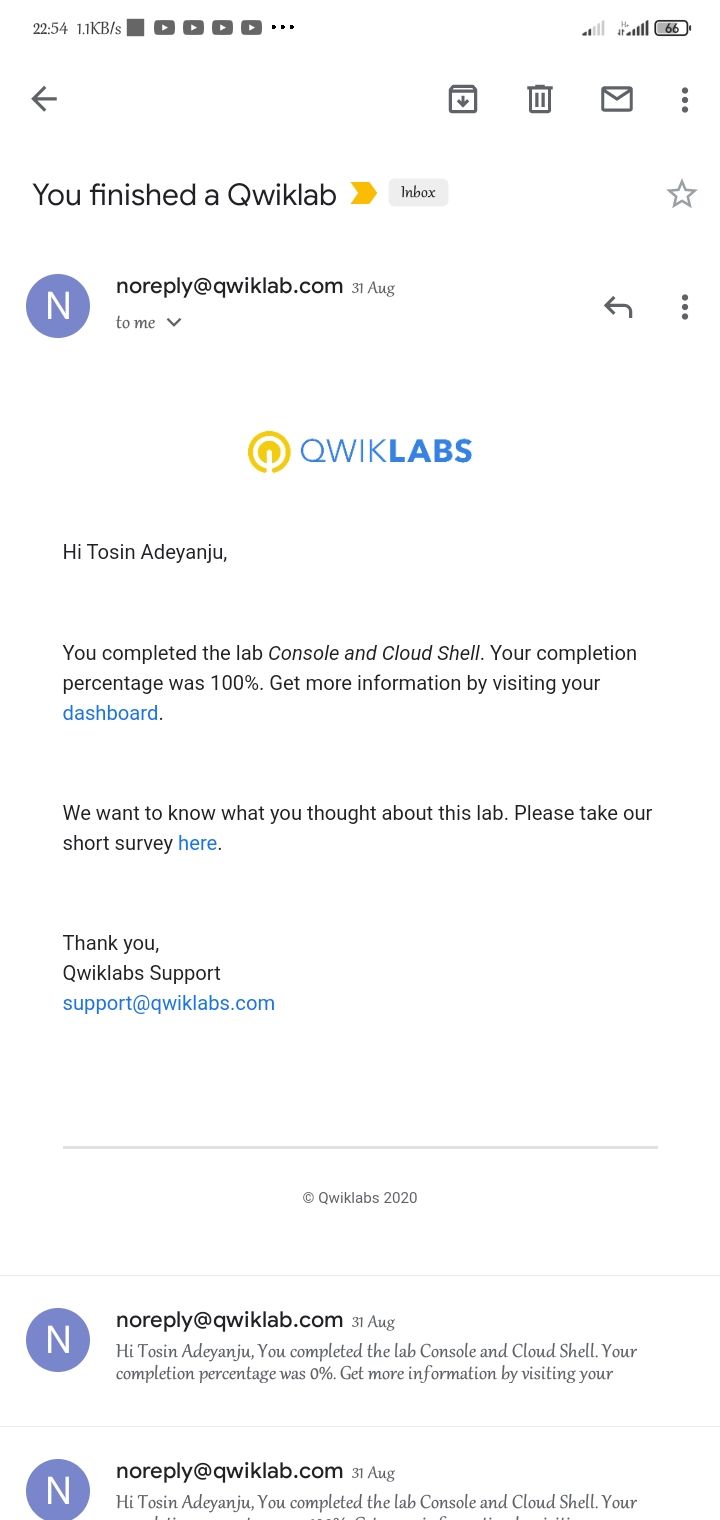 22:54 1.1KB/s
H+
66
You finished a Qwiklab
Inbox
N
noreply@qwiklab.com 31 Aug
to me
QWIKLABS
Hi Tosin Adeyanju,
You completed the lab Console and Cloud Shell. Your completion
percentage was 100%. Get more information by visiting your
dashboard.
We want to know what you thought about this lab. Please take our
short survey here.
Thank you,
Qwiklabs Support
support@qwiklabs.com
© Qwiklabs 2020
N
noreply@qwiklab.com 31 Aug
Hi Tosin Adeyanju, You completed the lab Console and Cloud Shell. Your
completion percentage was 0%. Get more information by visiting your
N
noreply@qwiklab.com 31 Aug
Hi Tosin Adeyanju, You completed the lab Console and Cloud Shell. Your